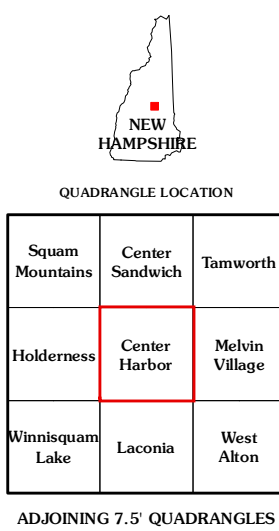 NEW
HAMPSHIRE
QUADRANGLE LOCATION
Squam
Mountains
Center
Sandwich
Tamworth
Holderness
Center
Harbor
Melvin
Village
Winnisquam
Lake
Laconia
West
Alton
ADJOINING 7.5' QUADRANGLES